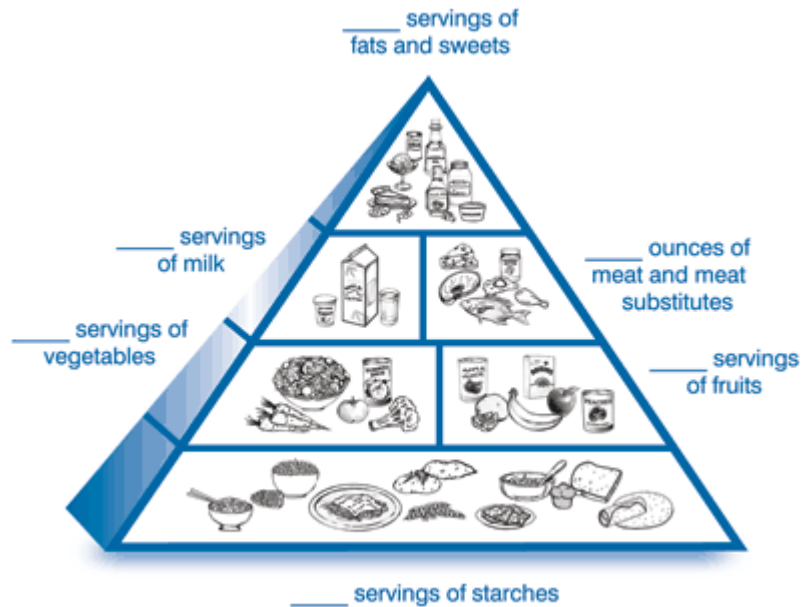 _____ servings of
fats and sweets
_____ servings
of milk
_____ ounces of
meat and meat
substitutes
_____ servings of
vegetables
_____ servings
of fruits
_____ servings of starches